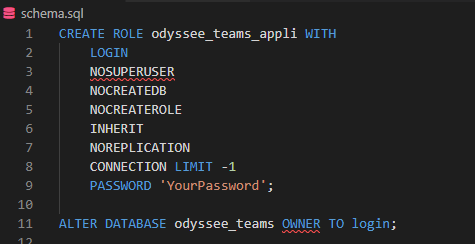 schema.sql
1 CREATE ROLE odyssee_teams_appli WITH
2 LOGIN
3 NOSUPERUSER
4 NOCREATEDB
5 NOCREATEROLE
6 INHERIT
7 NOREPLICATION
8 CONNECTION LIMIT -1
9 PASSWORD 'YourPassword';
10
11 ALTER DATABASE odyssee_teams OWNER TO login;
12